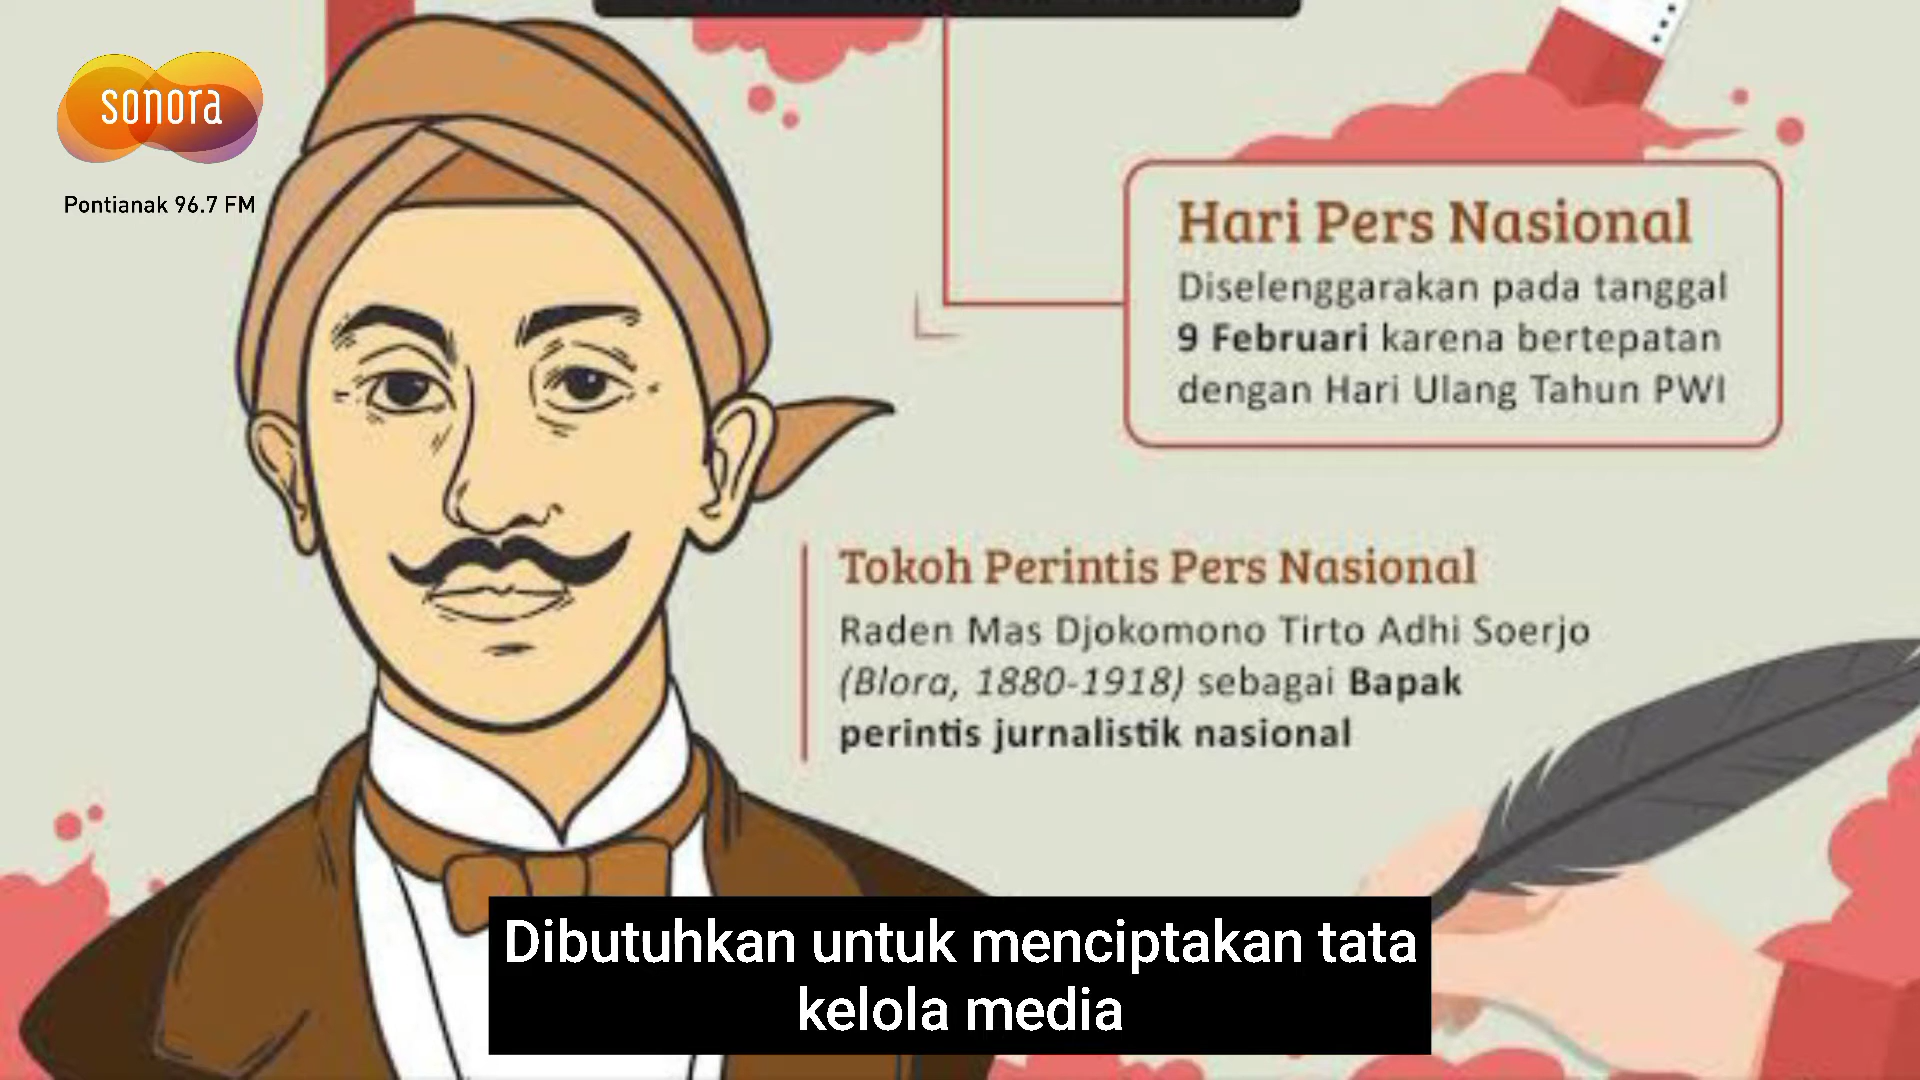 sonora
Pontianak 96.7 FM
Hari Pers Nasional
Diselenggarakan pada tanggal
9 Februari karena bertepatan
dengan Hari Ulang Tahun PWI
Tokoh Perintis Pers Nasional
Raden Mas Djokomono Tirto Adhi Soerjo
(Blora, 1880-1918) sebagai Bapak
perintis jurnalistik nasional
Dibutuhkan untuk menciptakan tata
kelola media